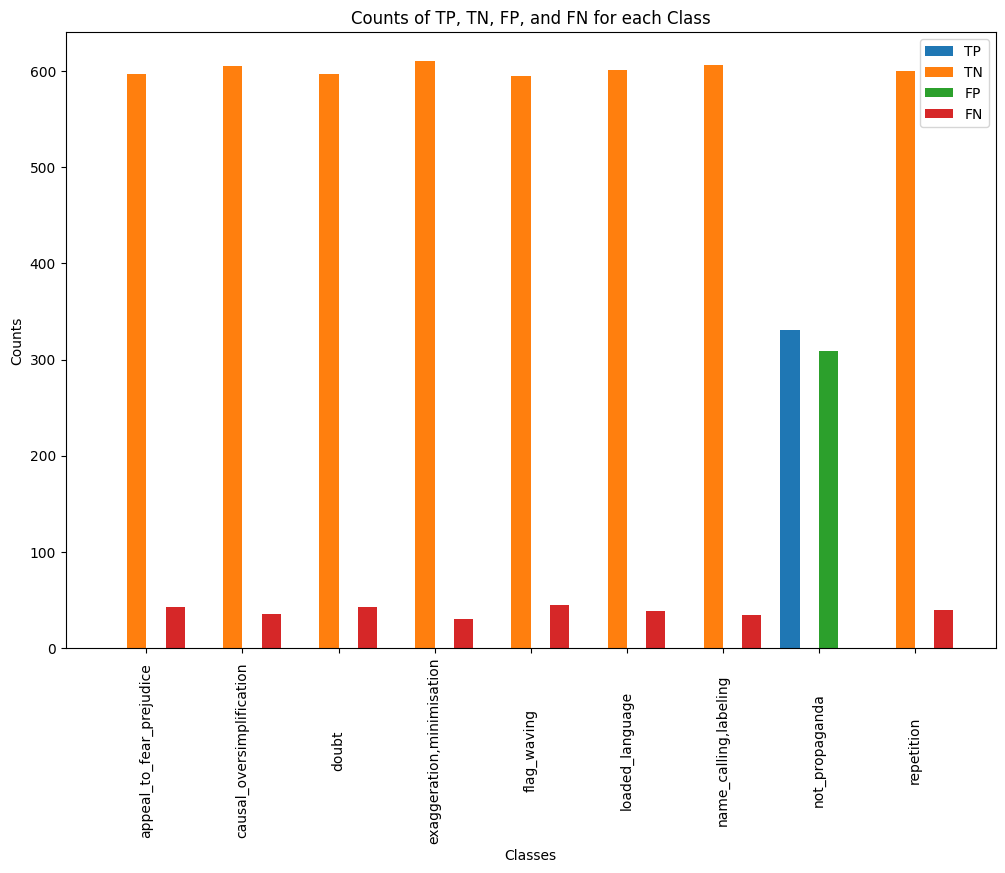 Counts of TP, TN, FP, and FN for each Class
TP
TN
FP
FN
Counts
600
500
400
300
200
100
0
appeal_to_fear_prejudice
causal_oversimplification
doubt
exaggeration,minimisation
flag_waving
loaded_language
name_calling,labeling
not_propaganda
repetition
Classes